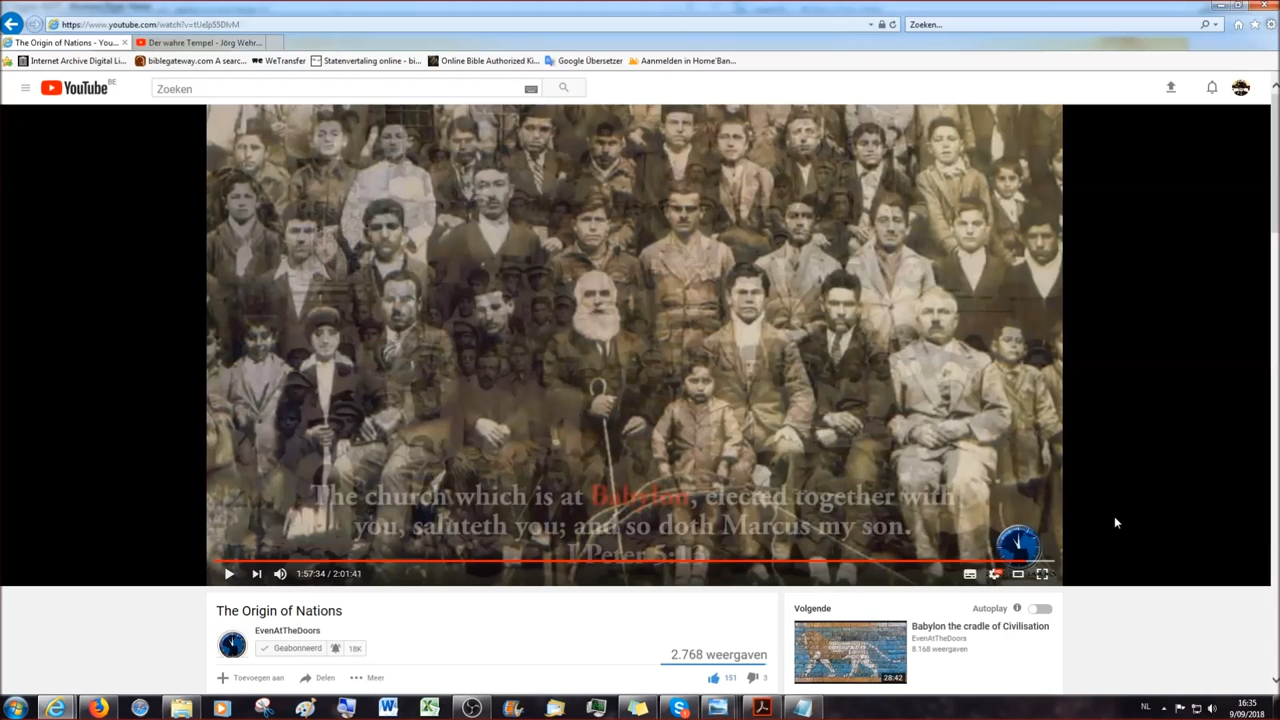 https://www.youtube.com/watch?v=tUeIp55DIvM
Zoeken...
The Origin of Nations - You...
Der wahre Tempel - Jörg Wehr...
Internet Archive Digital Li...
biblegateway.com A searc...
WeTransfer
Statenvertaling online - bi...
Online Bible Authorized Ki...
Google Übersetzer
Aanmelden in Home'Ban...
YouTube BE
Zoeken
The church which is at Babylon, elected together with
you, saluteth you; and so doth Marcus my son.
I Peter 5:13
1:57:34 / 2:01:41
The Origin of Nations
EvenAtTheDoors
Geabonneerd 18K
2.768 weergaven
Toevoegen aan Delen Meer
151 3
Volgende
Autoplay
Babylon the cradle of Civilisation
EvenAtTheDoors
8.168 weergaven
28:42
NL
16:35
9/09/2018